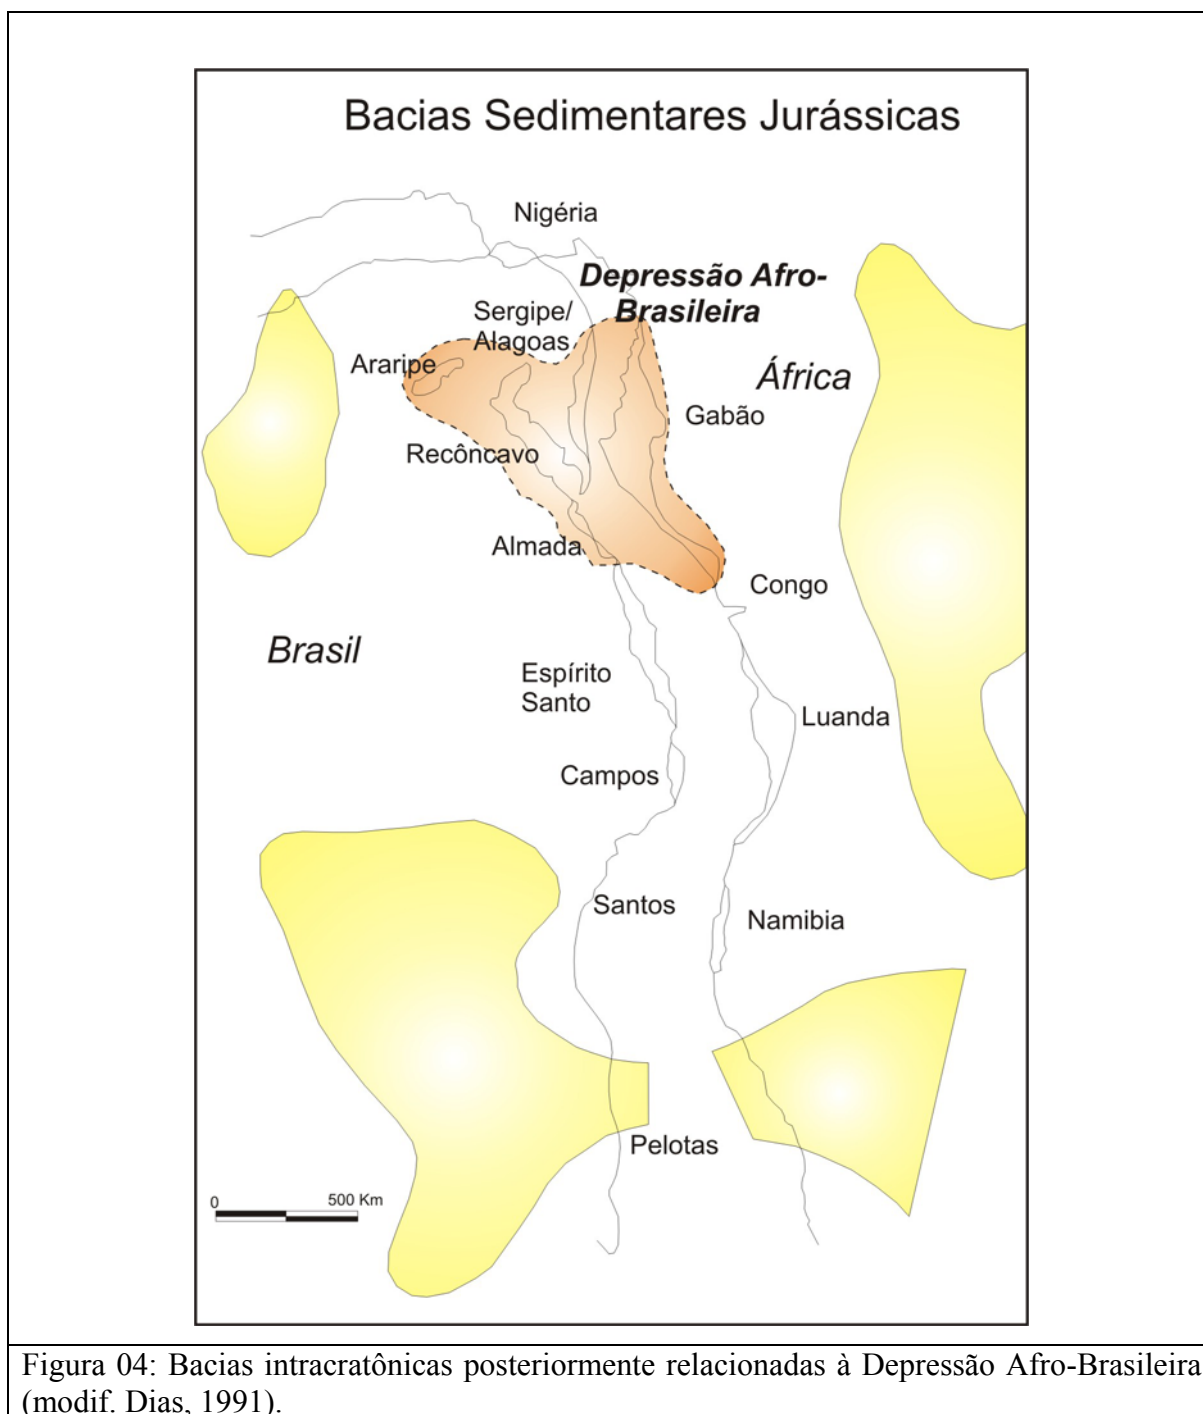 Bacias Sedimentares Jurássicas
Nigéria
Depressão Afro-
Brasileira
Sergipe/
Alagoas
Araripe
África
Gabão
Recôncavo
Almada
Congo
Brasil
Espírito
Santo
Luanda
Campos
Santos
Namibia
Pelotas
0 500 Km
Figura 04: Bacias intracratônicas posteriormente relacionadas à Depressão Afro-Brasileira
(modif. Dias, 1991).